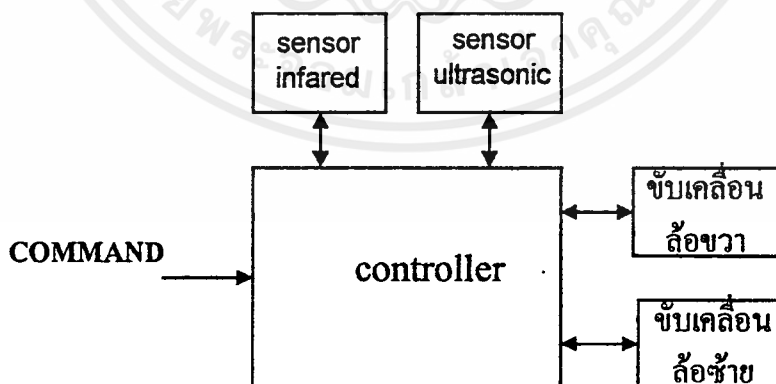 sensor
infared
sensor
ultrasonic
ขับเคลื่อน
ล้อขวา
COMMAND
controller
ขับเคลื่อน
ล้อซ้าย